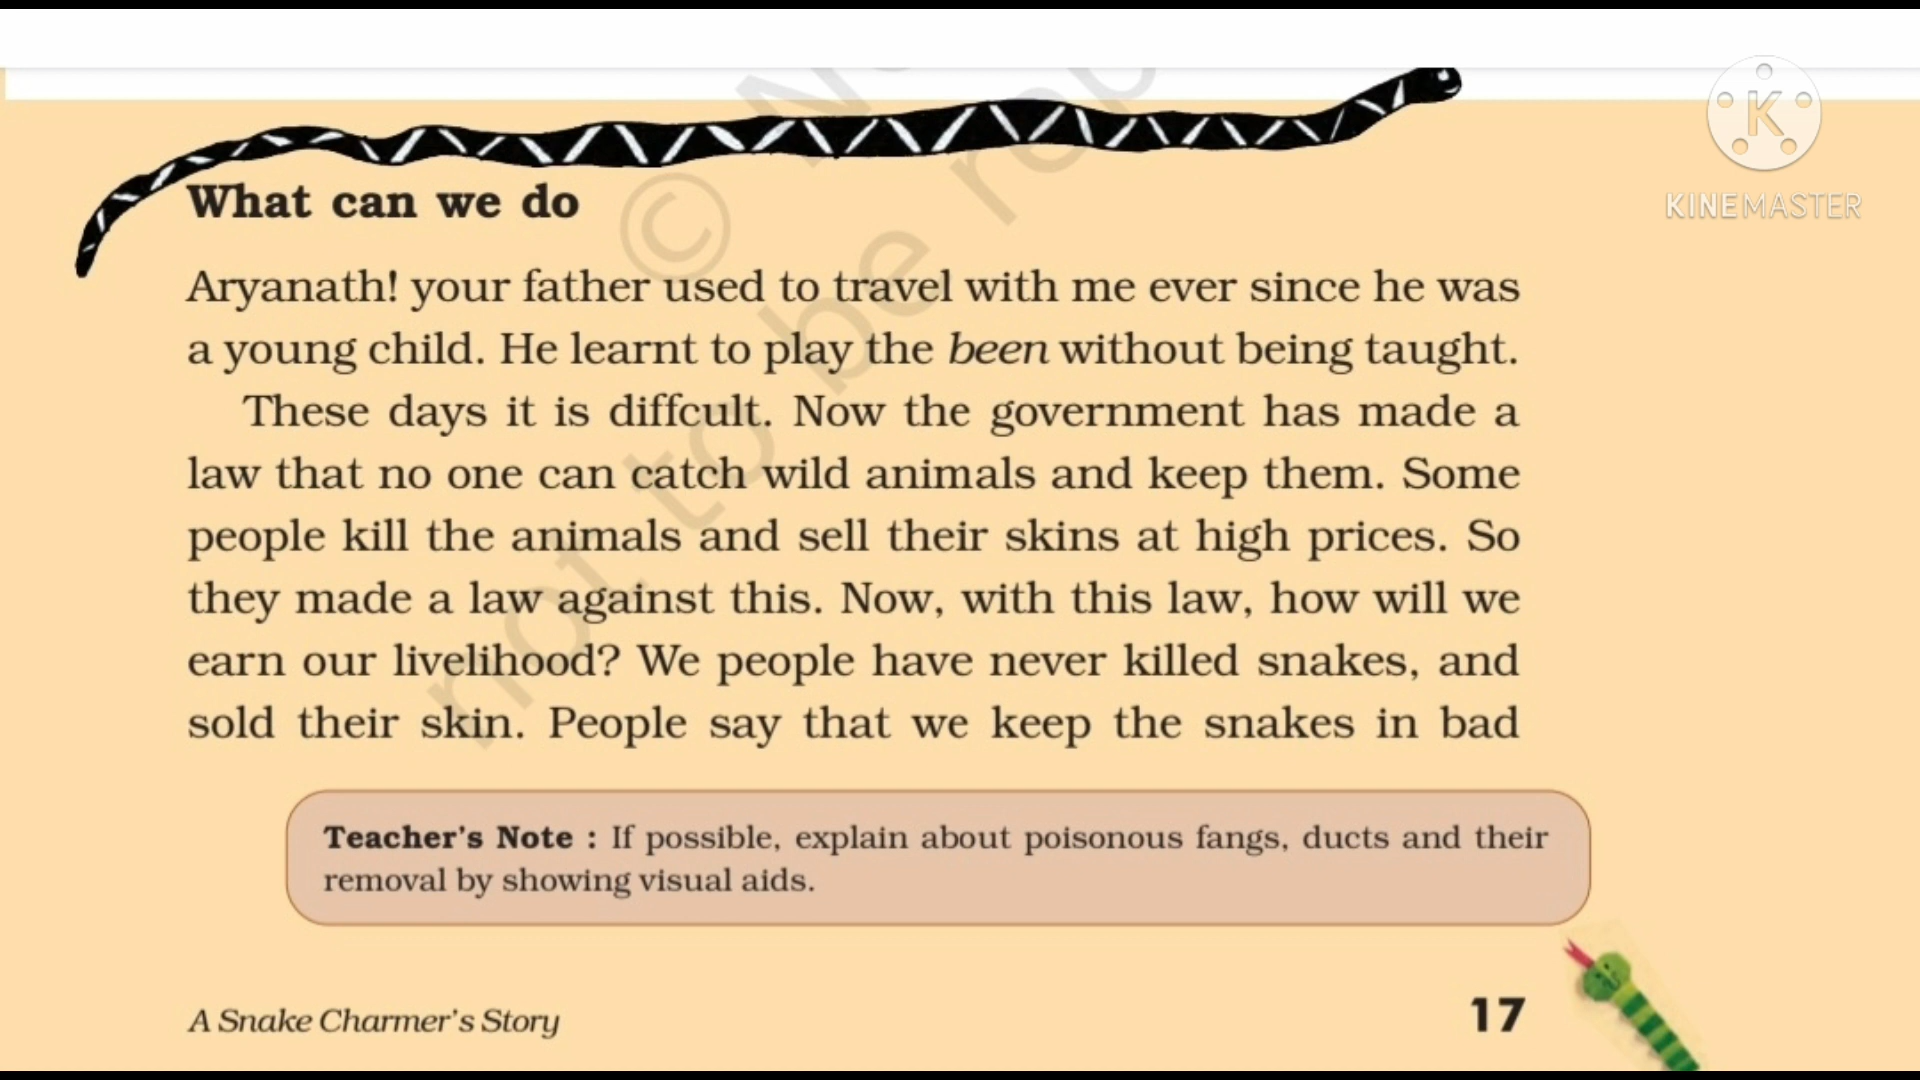 KINEMASTER
What can we do
Aryanath! your father used to travel with me ever since he was
a young child. He learnt to play the been without being taught.
These days it is diffcult. Now the government has made a
law that no one can catch wild animals and keep them. Some
people kill the animals and sell their skins at high prices. So
they made a law against this. Now, with this law, how will we
earn our livelihood? We people have never killed snakes, and
sold their skin. People say that we keep the snakes in bad
Teacher's Note : If possible, explain about poisonous fangs, ducts and their
removal by showing visual aids.
A Snake Charmer's Story
17
© N
not to be rep